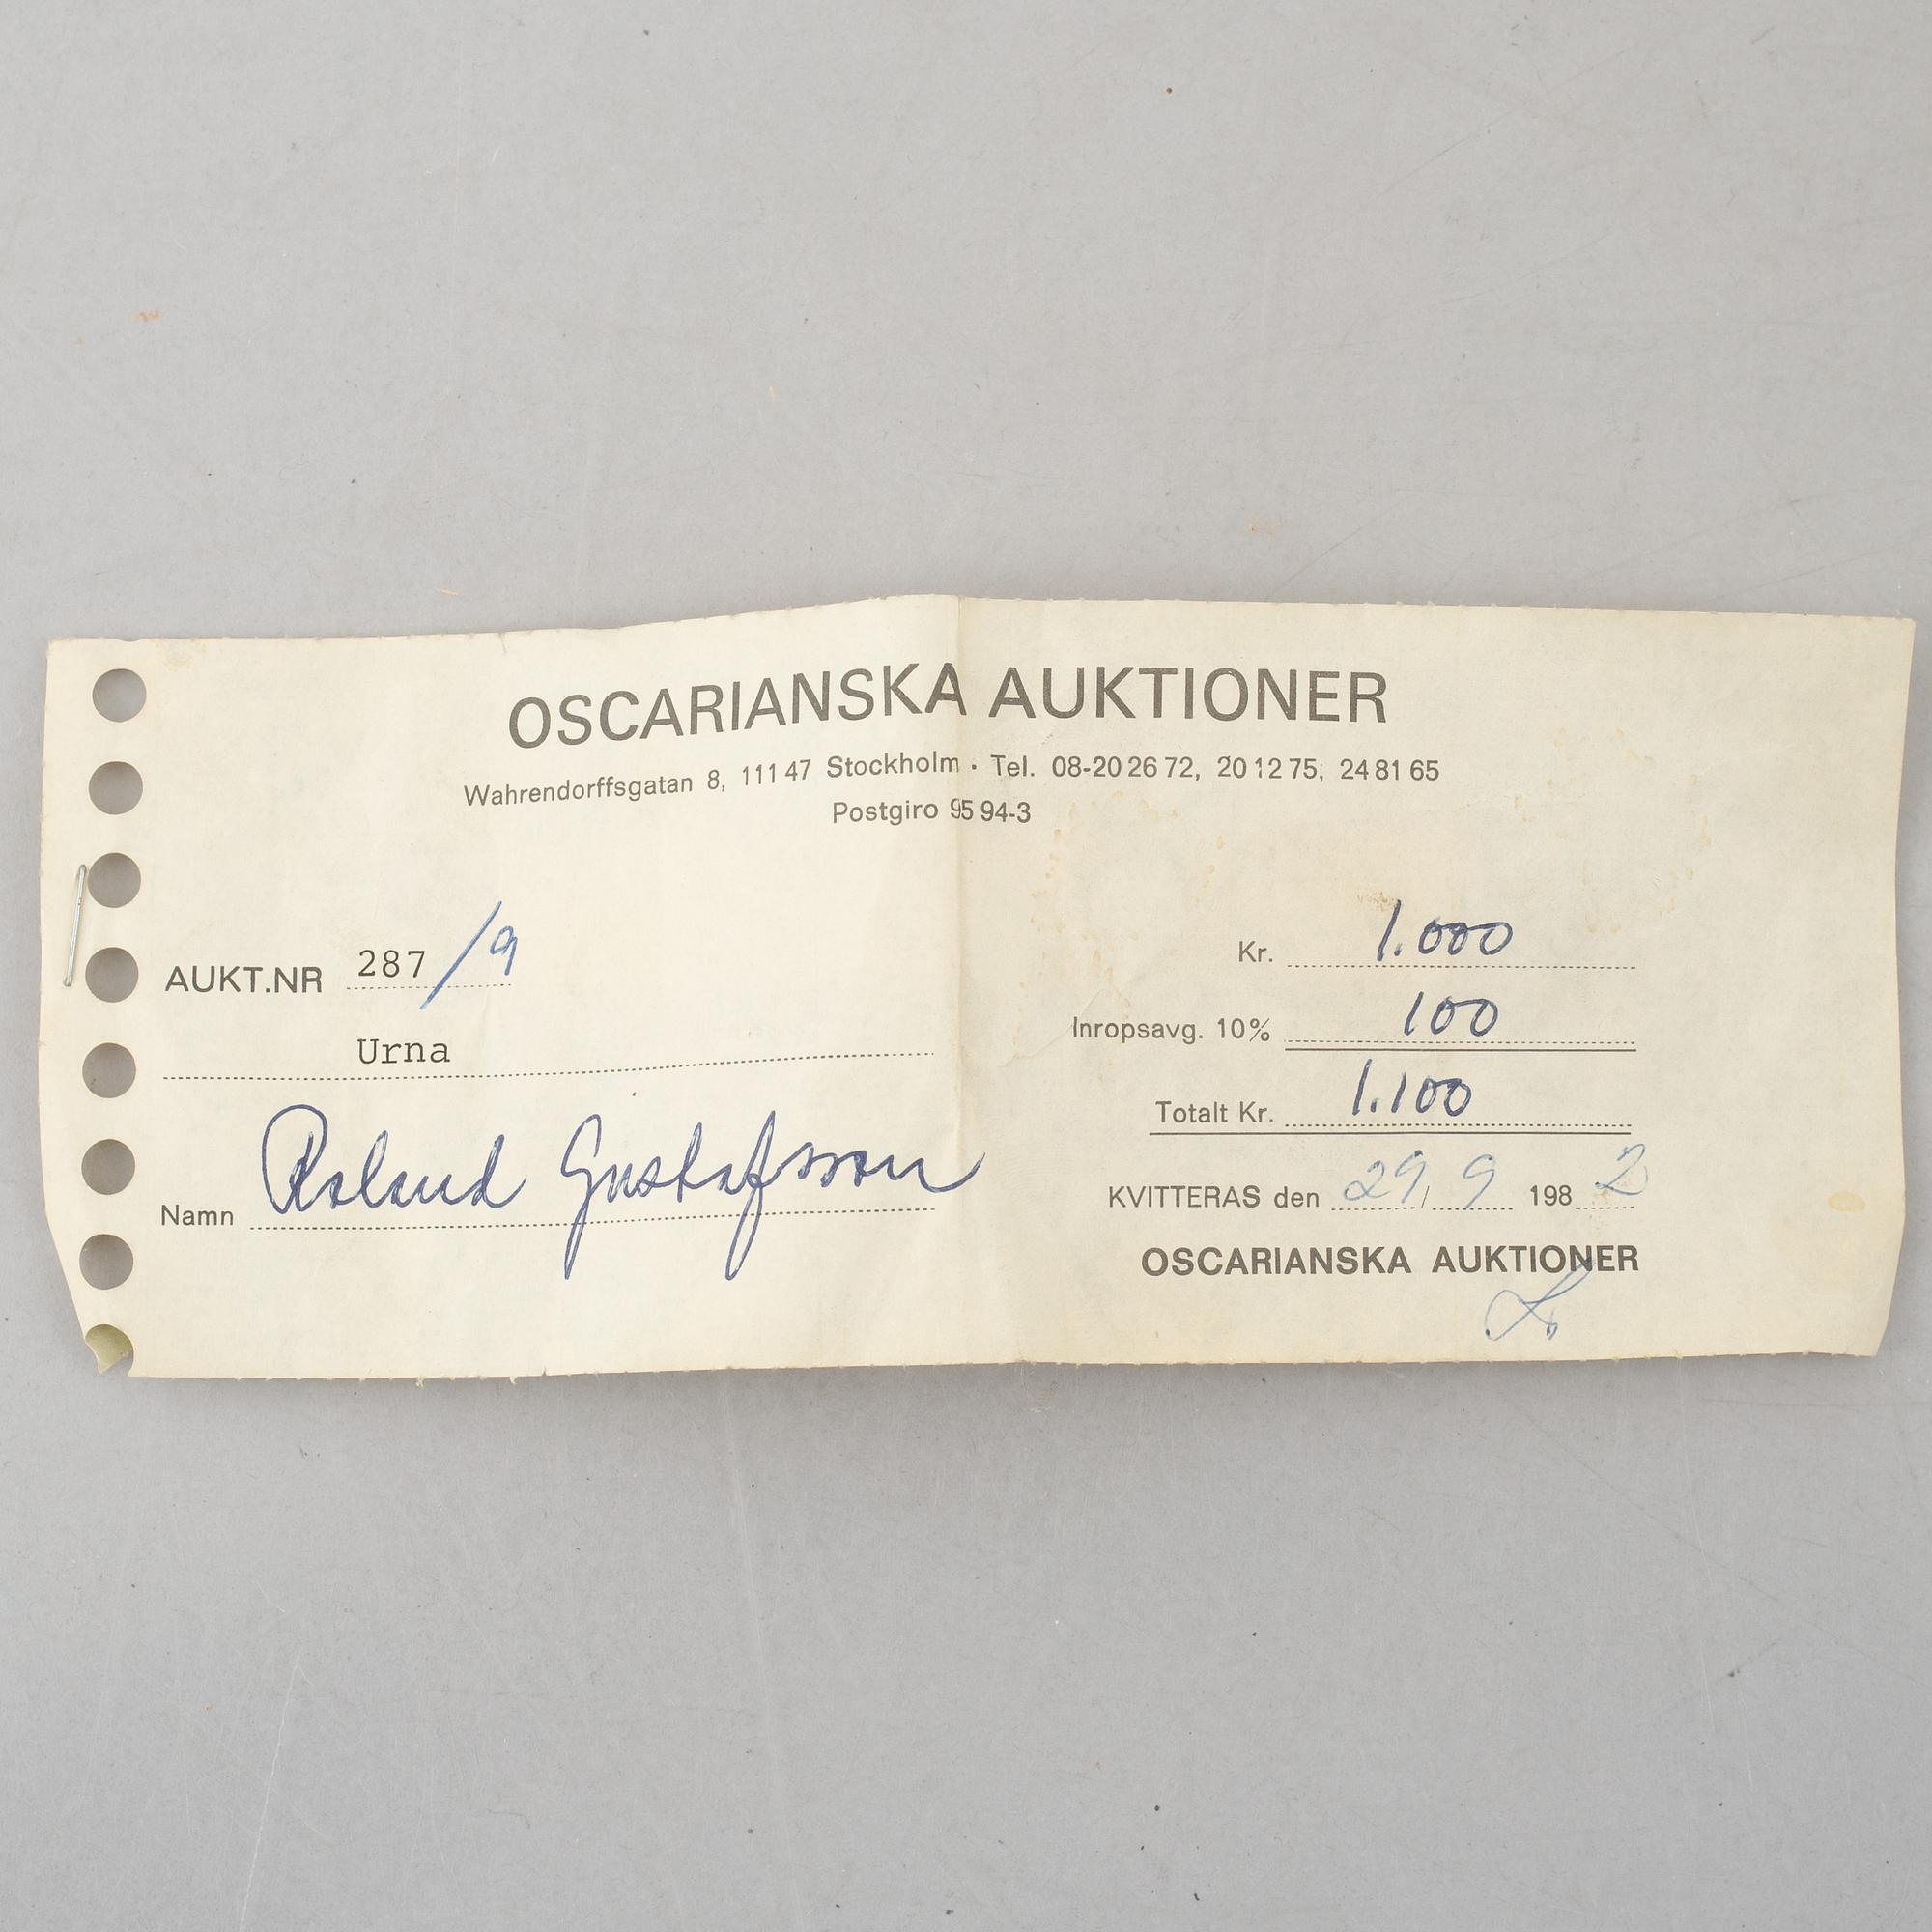 OSCARIANSKA AUKTIONER
Wahrendorffsgatan 8, 111 47 Stockholm · Tel. 08-20 26 72, 20 12 75, 24 81 65
Postgiro 95 94-3
AUKT.NR 287/9
Urna
Namn Roland Gustafsson
Kr. 1.000
Inropsavg. 10% 100
Totalt Kr. 1.100
KVITTERAS den 29/9 1982
OSCARIANSKA AUKTIONER